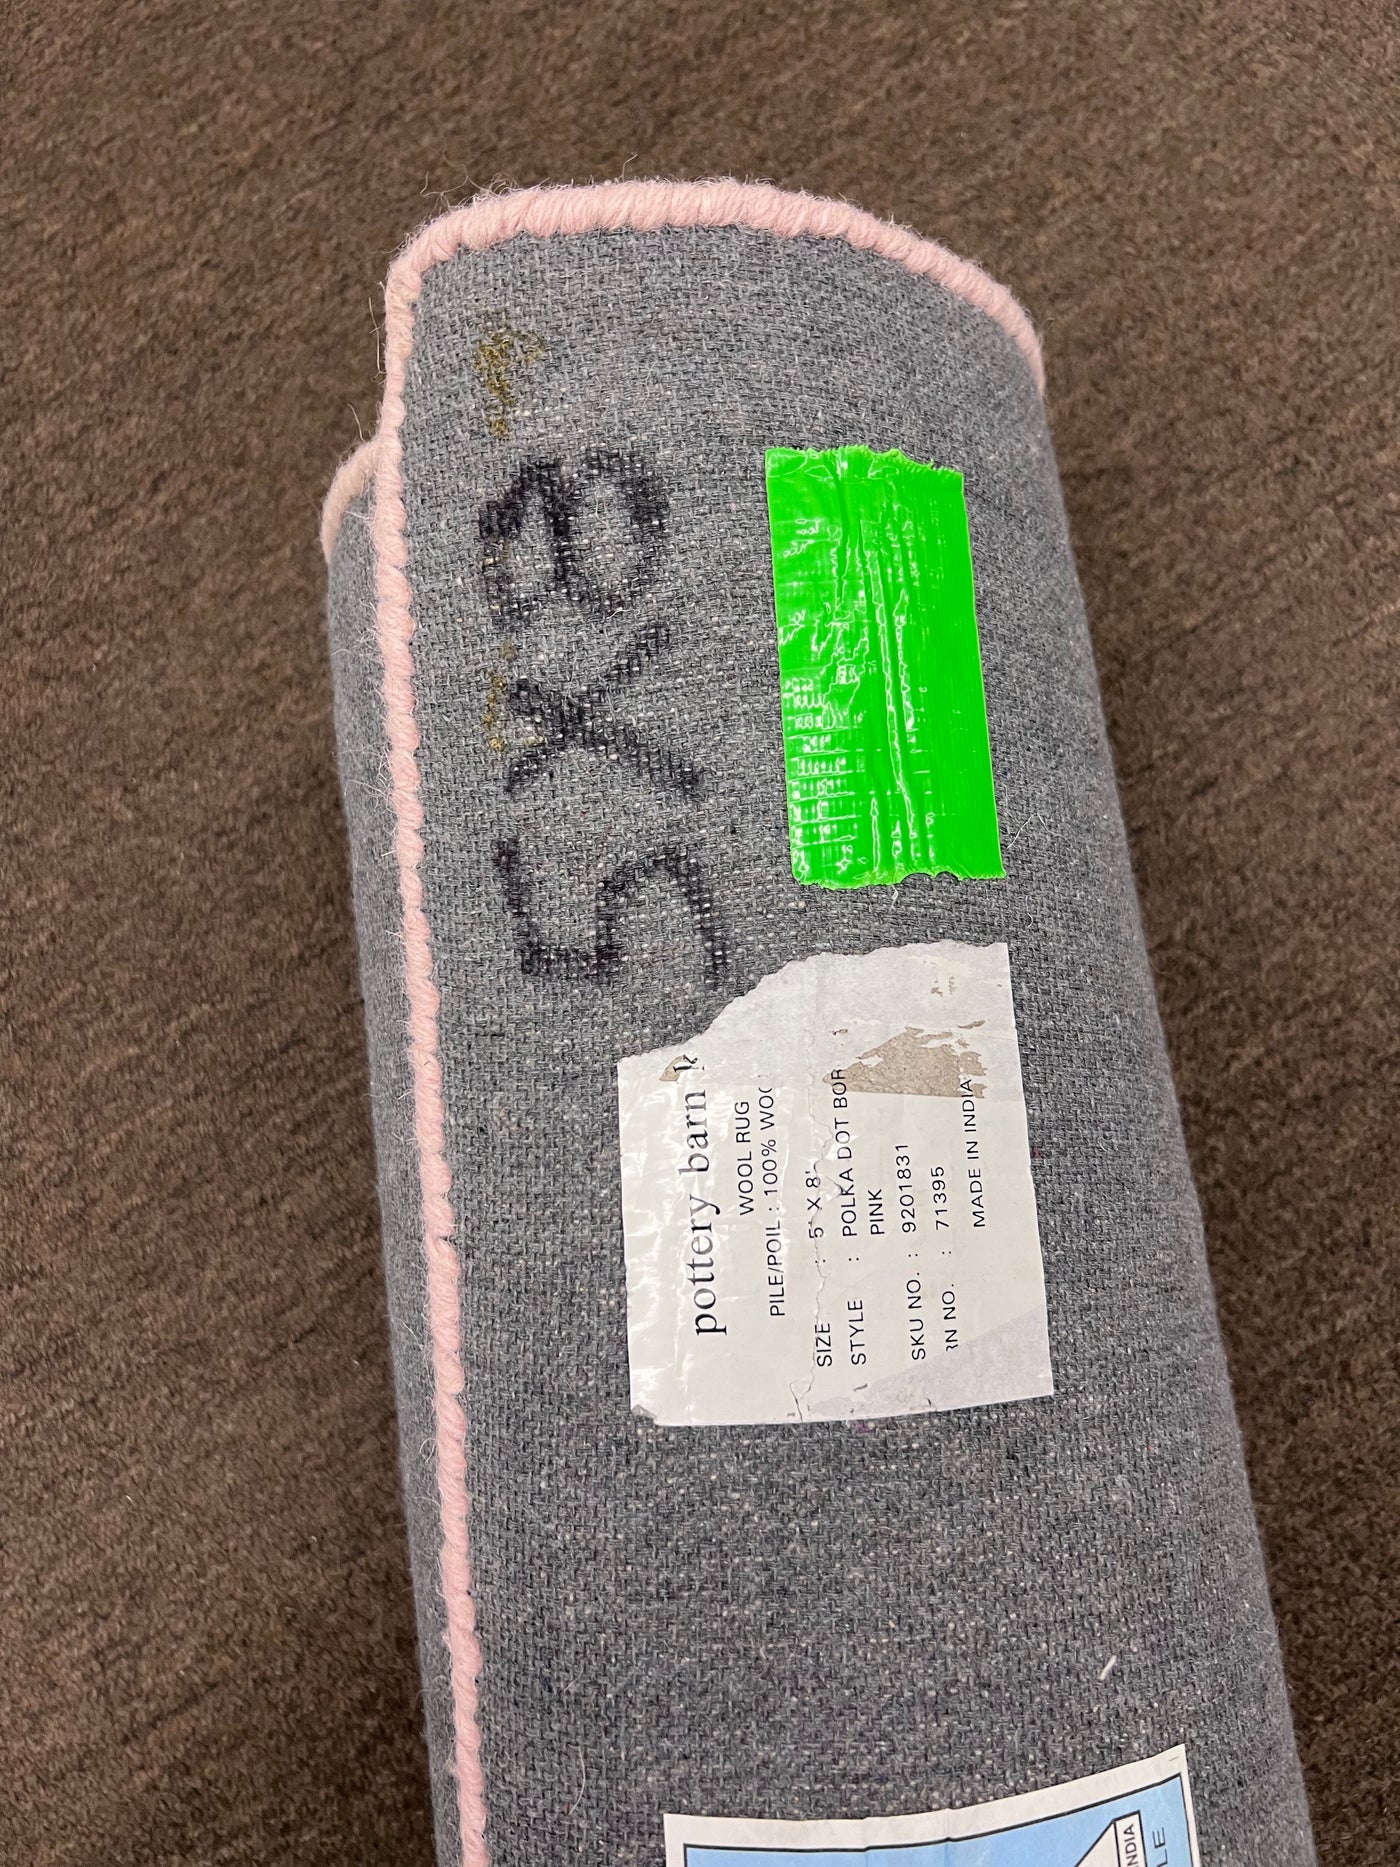 5X8
pottery barn k
WOOL RUG
PILE/POIL : 100% WOO
SIZE : 5' X 8'
STYLE : POLKA DOT BOR
PINK
SKU NO. : 9201831
RN NO. : 71395
MADE IN INDIA